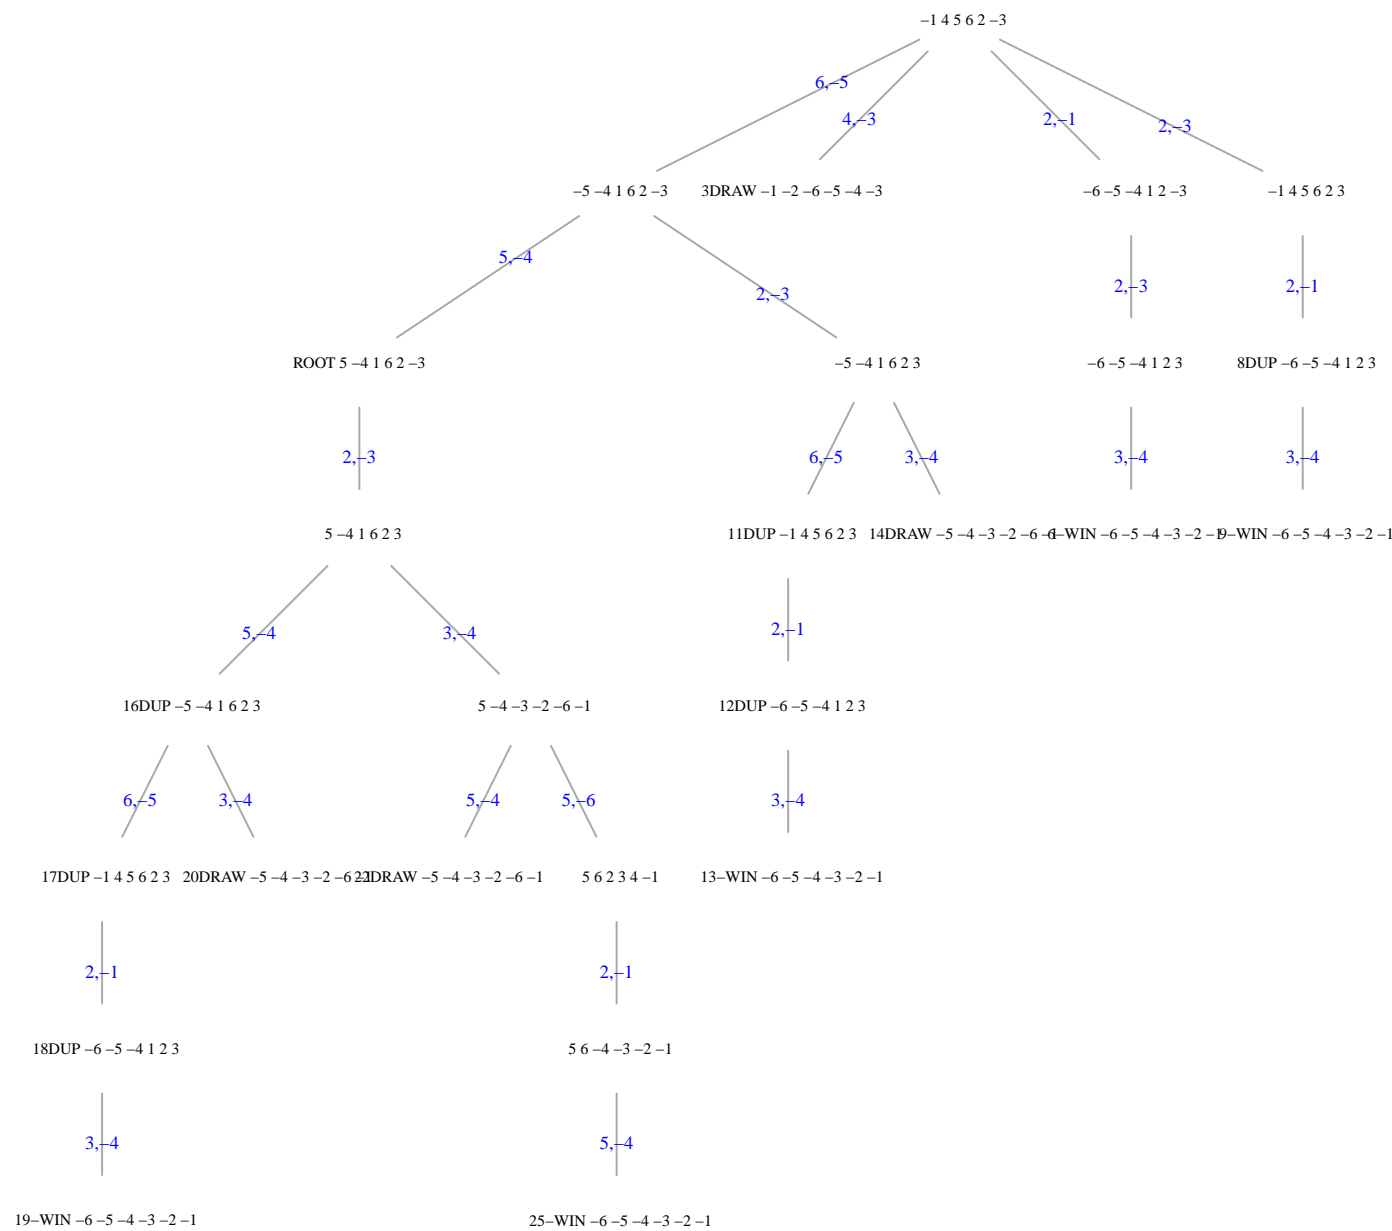 –1 4 5 6 2 –3
6,–5
4,–3
2,–1
2,–3
–5 –4 1 6 2 –3
3DRAW –1 –2 –6 –5 –4 –3
–6 –5 –4 1 2 –3
–1 4 5 6 2 3
5,–4
2,–3
2,–3
2,–1
ROOT 5 –4 1 6 2 –3
–5 –4 1 6 2 3
–6 –5 –4 1 2 3
8DUP –6 –5 –4 1 2 3
2,–3
6,–5
3,–4
3,–4
3,–4
5 –4 1 6 2 3
11DUP –1 4 5 6 2 3
14DRAW –5 –4 –3 –2 –6
–WIN –6 –5 –4 –3 –2
9–WIN –6 –5 –4 –3 –2 –1
5,–4
3,–4
2,–1
16DUP –5 –4 1 6 2 3
5 –4 –3 –2 –6 –1
12DUP –6 –5 –4 1 2 3
6,–5
3,–4
5,–4
5,–6
3,–4
17DUP –1 4 5 6 2 3
20DRAW –5 –4 –3 –2 –6
DRAW –5 –4 –3 –2 –6 –1
5 6 2 3 4 –1
13–WIN –6 –5 –4 –3 –2 –1
2,–1
2,–1
18DUP –6 –5 –4 1 2 3
5 6 –4 –3 –2 –1
3,–4
5,–4
19–WIN –6 –5 –4 –3 –2 –1
25–WIN –6 –5 –4 –3 –2 –1